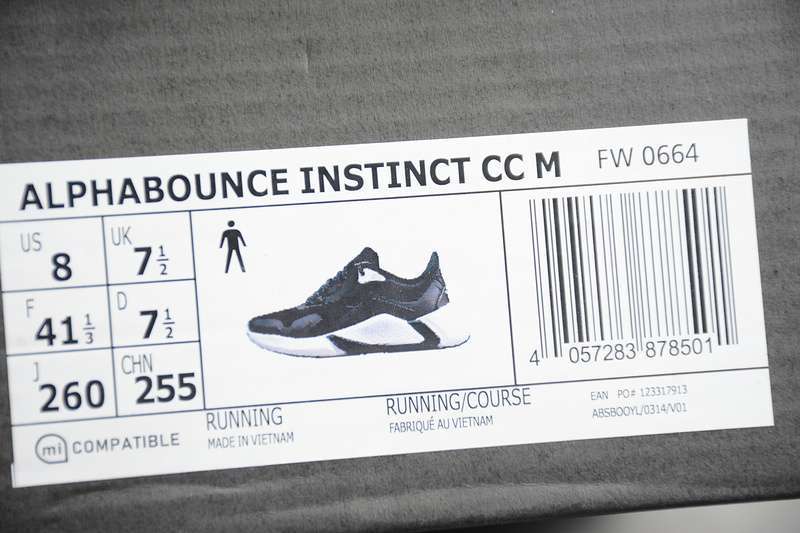 ALPHABOUNCE INSTINCT CC M FW 0664
US 8 UK 7 1/2
F 41 1/3 D 7 1/2
J 260 CHN 255
4 057283 878501
mi COMPATIBLE
RUNNING
MADE IN VIETNAM
RUNNING/COURSE
FABRIQUÉ AU VIETNAM
EAN PO# 123317913
ABSBOOYL/0314/V01